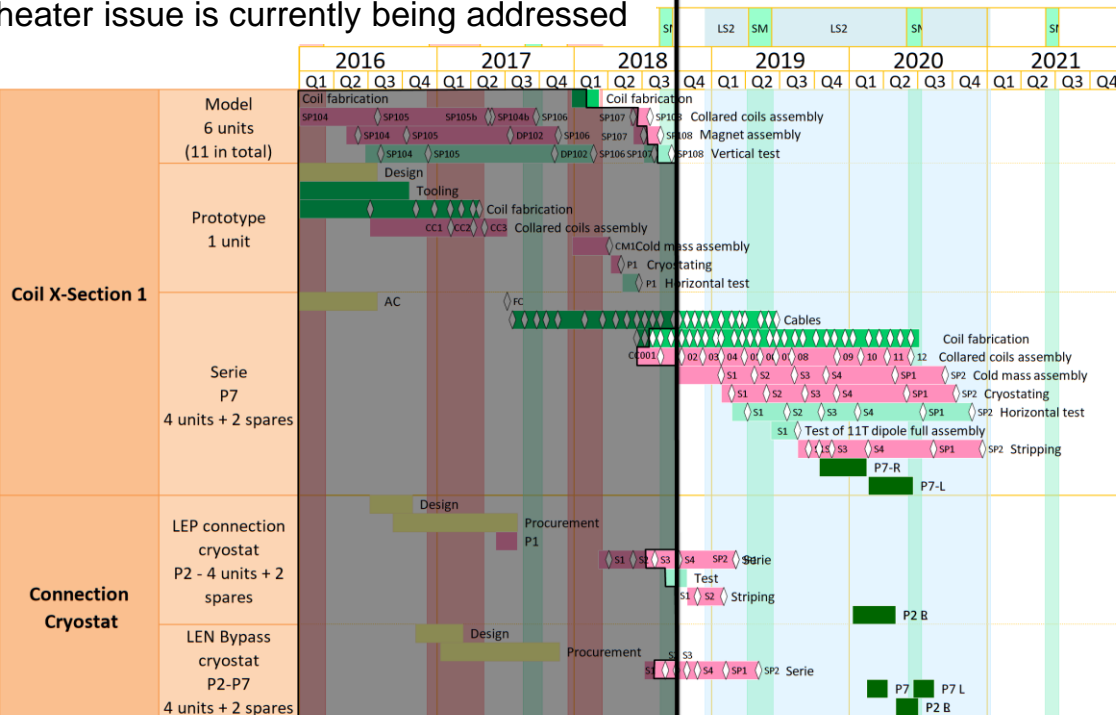 heater issue is currently being addressed
LS2 SM LS2
2016 2017 2018 2019 2020 2021
Q1 Q2 Q3 Q4 Q1 Q2 Q3 Q4 Q1 Q2 Q3 Q4 Q1 Q2 Q3 Q4 Q1 Q2 Q3 Q4 Q1 Q2 Q3 Q4
Coil X-Section 1
Model
6 units
(11 in total)
Coil fabrication Coil fabrication
SP104 SP105 SP105b SP104b SP106 SP107 SP108 Collared coils assembly
SP104 SP105 DP102 SP106 SP107 SP108 Magnet assembly
SP104 SP105 DP102 SP106 SP107 SP108 Vertical test
Prototype
1 unit
Design
Tooling
Coil fabrication
CC1 CC2 CC3 Collared coils assembly
CM1 Cold mass assembly
P1 Cryostating
P1 Horizontal test
Serie
P7
4 units + 2 spares
AC FC
Cables
Coil fabrication
CC001 02 03 04 08 09 10 11 12 Collared coils assembly
S1 S2 S3 S4 SP1 SP2 Cold mass assembly
S1 S2 S3 S4 SP1 SP2 Cryostating
S1 S2 S3 S4 SP1 SP2 Horizontal test
S1 Test of 11T dipole full assembly
S3 S4 SP1 SP2 Stripping
P7-R
P7-L
Connection
Cryostat
LEP connection
cryostat
P2 - 4 units + 2
spares
Design
Procurement
P1
S1 S2 S3 S4 SP2 Serie
Test
S1 S2 Striping
P2 R
LEN Bypass
cryostat
P2-P7
4 units + 2 spares
Design
Procurement
S3
S1 S4 SP1 SP2 Serie
P7 P7 L
P2 R